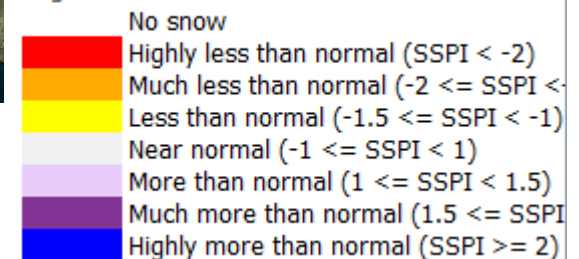 No snow
Highly less than normal (SSPI < -2)
Much less than normal (-2 <= SSPI <
Less than normal (-1.5 <= SSPI < -1)
Near normal (-1 <= SSPI < 1)
More than normal (1 <= SSPI < 1.5)
Much more than normal (1.5 <= SSPI
Highly more than normal (SSPI >= 2)